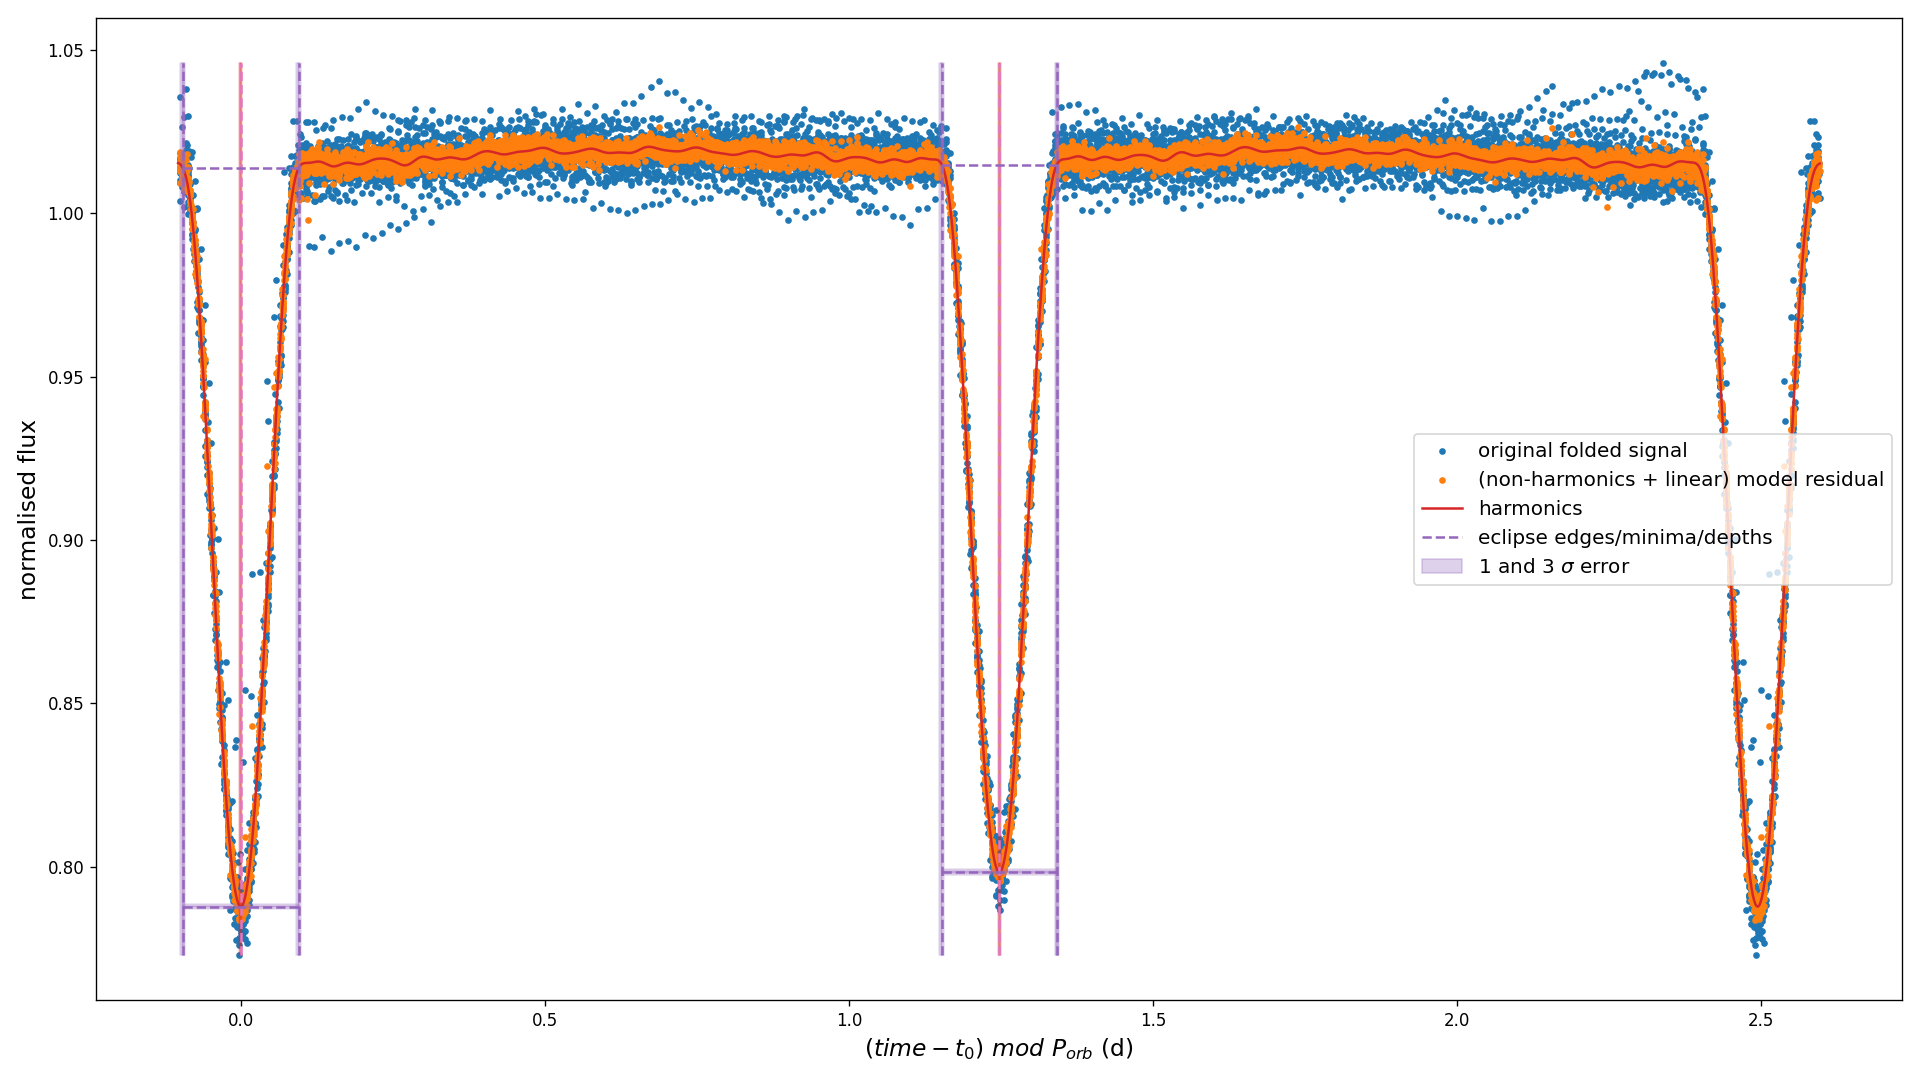 1.05
1.00
0.95
0.90
0.85
0.80
normalised flux
original folded signal
(non-harmonics + linear) model residual
harmonics
eclipse edges/minima/depths
1 and 3 σ error
0.0 0.5 1.0 1.5 2.0 2.5
(time − t₀) mod P_orb (d)